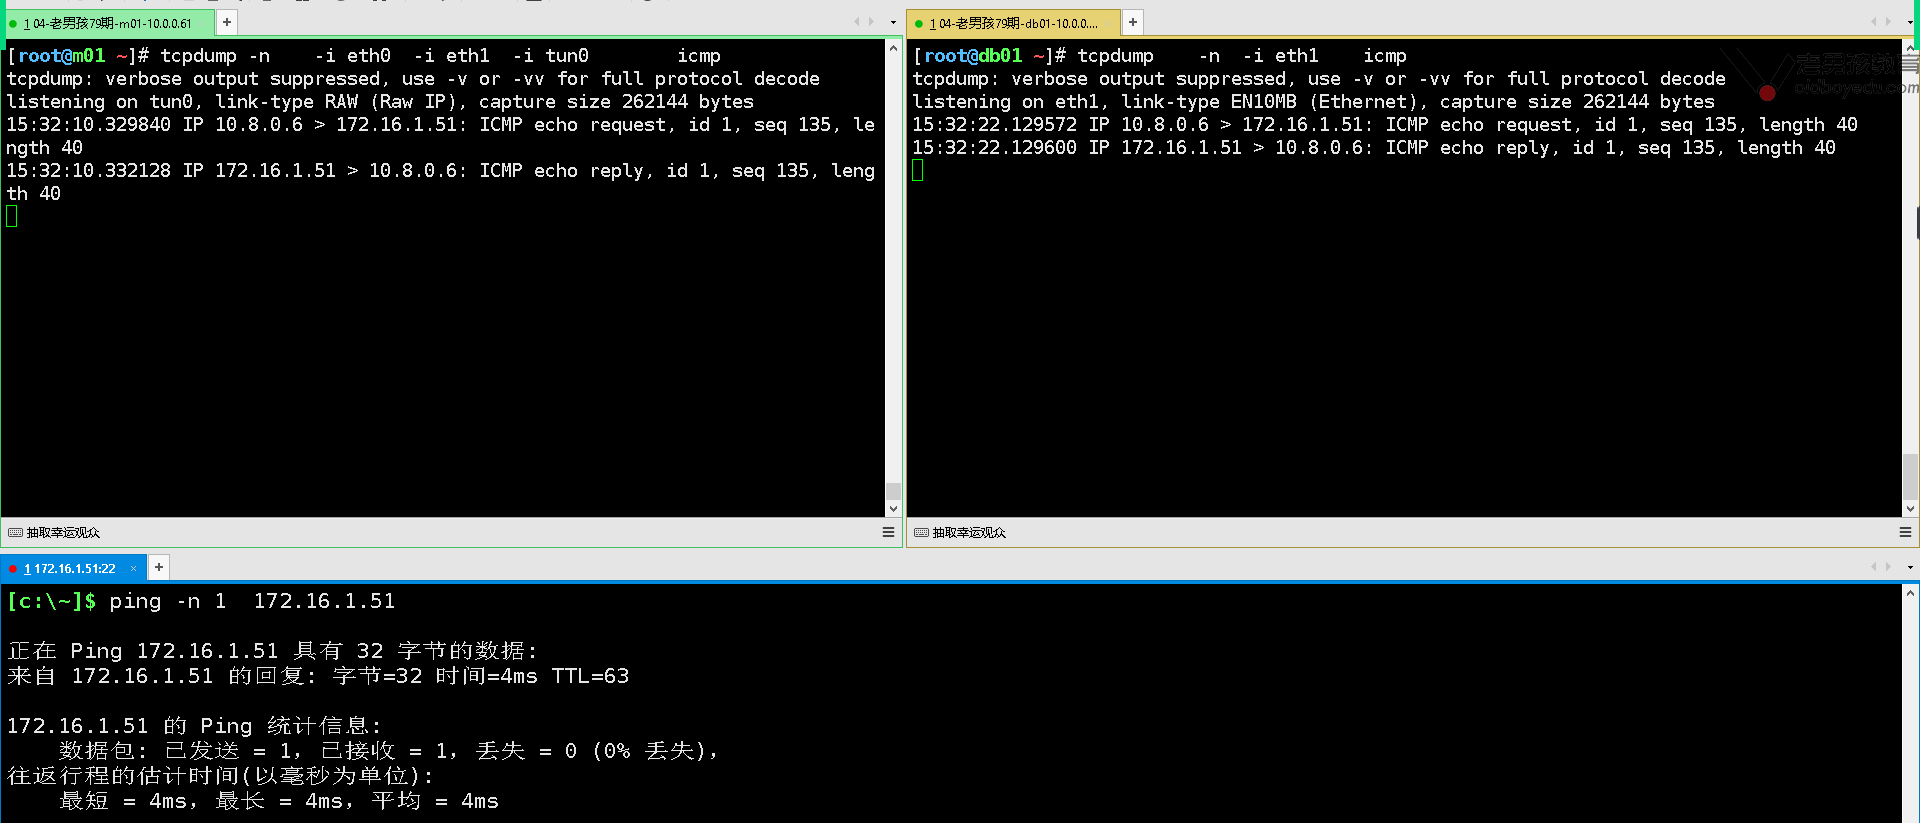 1 04-老男孩79期-m01-10.0.0.61
[root@m01 ~]# tcpdump -n    -i eth0  -i eth1  -i tun0        icmp
tcpdump: verbose output suppressed, use -v or -vv for full protocol decode
listening on tun0, link-type RAW (Raw IP), capture size 262144 bytes
15:32:10.329840 IP 10.8.0.6 > 172.16.1.51: ICMP echo request, id 1, seq 135, le
ngth 40
15:32:10.332128 IP 172.16.1.51 > 10.8.0.6: ICMP echo reply, id 1, seq 135, leng
th 40
抽取幸运观众
1 04-老男孩79期-db01-10.0.0....
老男孩教育
oldboyedu.com
[root@db01 ~]# tcpdump    -n  -i eth1    icmp
tcpdump: verbose output suppressed, use -v or -vv for full protocol decode
listening on eth1, link-type EN10MB (Ethernet), capture size 262144 bytes
15:32:22.129572 IP 10.8.0.6 > 172.16.1.51: ICMP echo request, id 1, seq 135, length 40
15:32:22.129600 IP 172.16.1.51 > 10.8.0.6: ICMP echo reply, id 1, seq 135, length 40
抽取幸运观众
1 172.16.1.51:22
[c:\~]$ ping -n 1  172.16.1.51
正在 Ping 172.16.1.51 具有 32 字节的数据:
来自 172.16.1.51 的回复: 字节=32 时间=4ms TTL=63
172.16.1.51 的 Ping 统计信息:
数据包: 已发送 = 1，已接收 = 1，丢失 = 0 (0% 丢失)，
往返行程的估计时间(以毫秒为单位):
最短 = 4ms，最长 = 4ms，平均 = 4ms